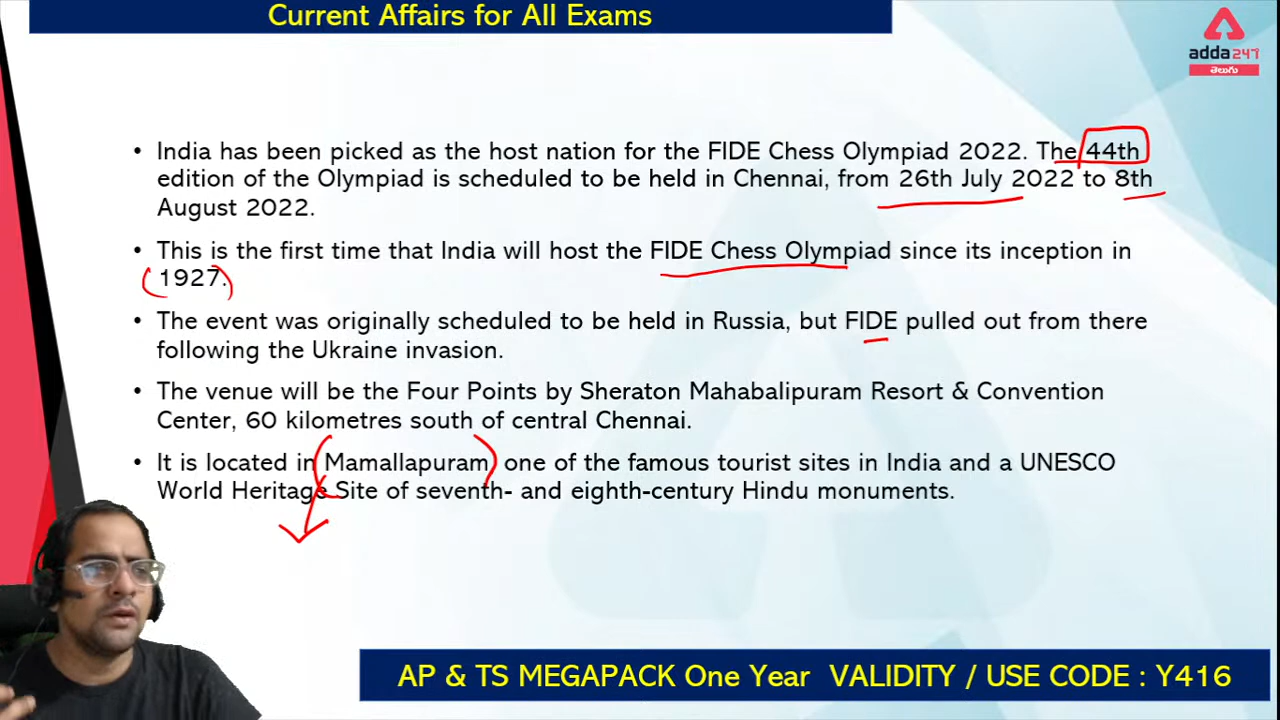 Current Affairs for All Exams
adda247
తెలుగు
• India has been picked as the host nation for the FIDE Chess Olympiad 2022. The 44th
edition of the Olympiad is scheduled to be held in Chennai, from 26th July 2022 to 8th
August 2022.
• This is the first time that India will host the FIDE Chess Olympiad since its inception in
1927.
• The event was originally scheduled to be held in Russia, but FIDE pulled out from there
following the Ukraine invasion.
• The venue will be the Four Points by Sheraton Mahabalipuram Resort & Convention
Center, 60 kilometres south of central Chennai.
• It is located in Mamallapuram, one of the famous tourist sites in India and a UNESCO
World Heritage Site of seventh- and eighth-century Hindu monuments.
AP & TS MEGAPACK One Year VALIDITY / USE CODE : Y416